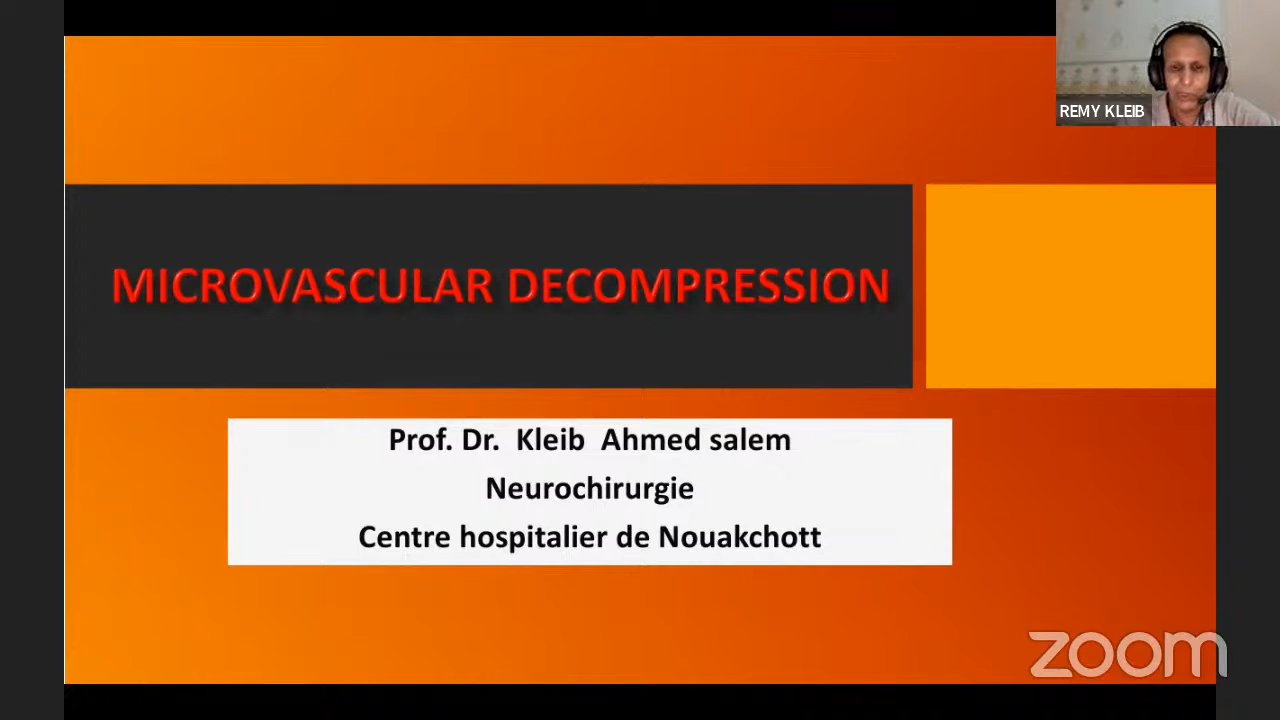 REMY KLEIB
MICROVASCULAR DECOMPRESSION
Prof. Dr. Kleib Ahmed salem
Neurochirurgie
Centre hospitalier de Nouakchott
zoom